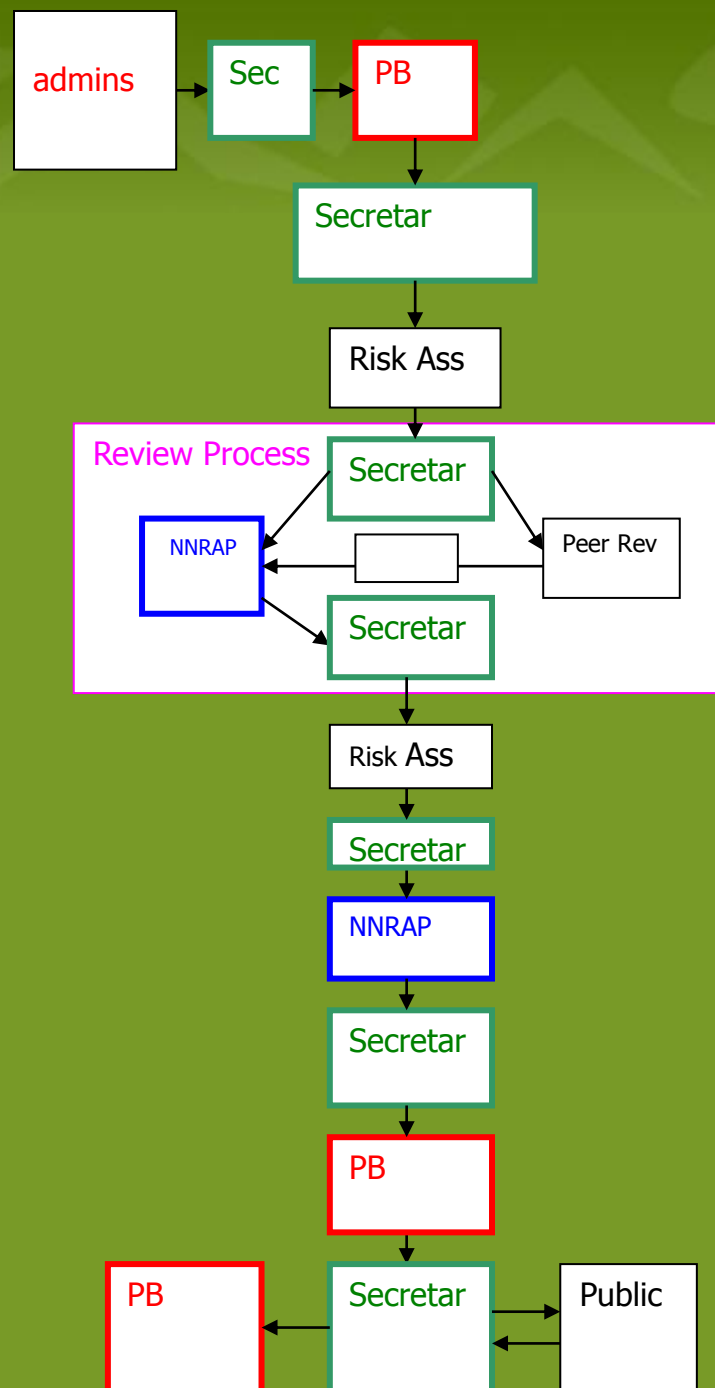 admins
Sec
PB
Secretar
Risk Ass
Review Process
Secretar
NNRAP
Peer Rev
Secretar
Risk Ass
Secretar
NNRAP
Secretar
PB
PB
Secretar
Public